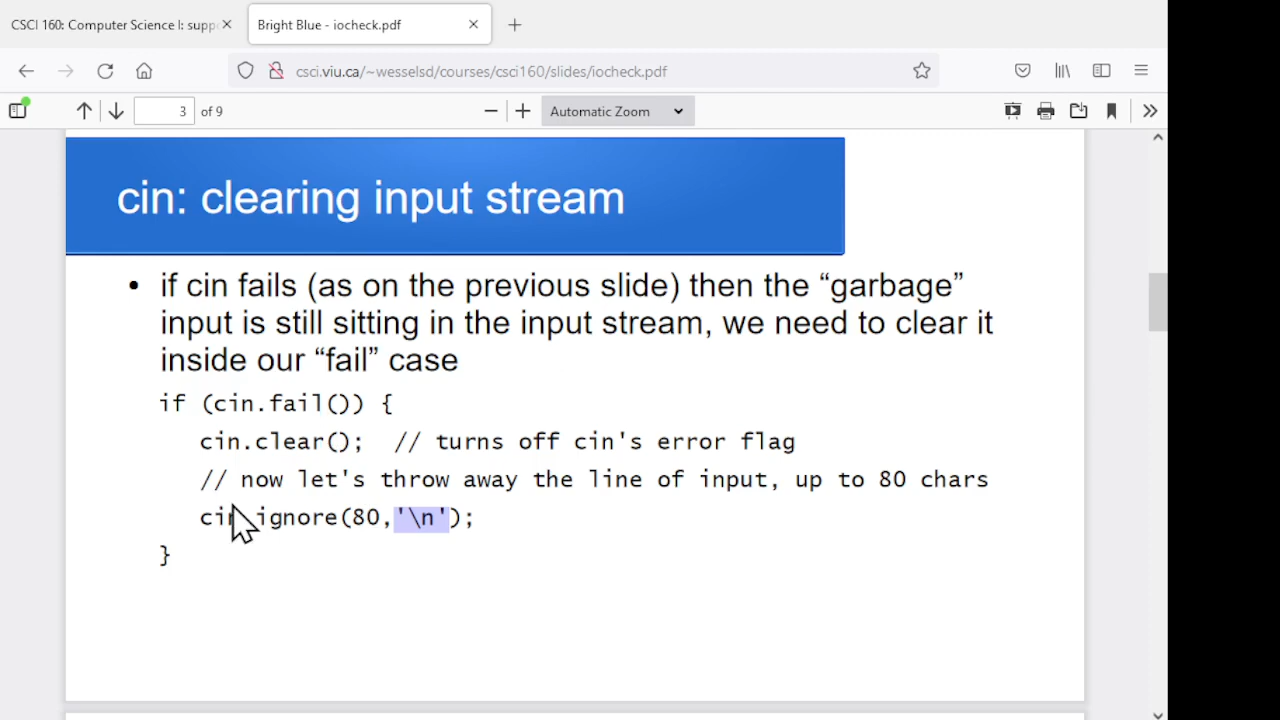 CSCI 160: Computer Science I: supp
Bright Blue - iocheck.pdf
csci.viu.ca/~wesselsd/courses/csci160/slides/iocheck.pdf
3 of 9
Automatic Zoom
cin: clearing input stream
• if cin fails (as on the previous slide) then the “garbage”
input is still sitting in the input stream, we need to clear it
inside our “fail” case
if (cin.fail()) {
cin.clear(); // turns off cin's error flag
// now let's throw away the line of input, up to 80 chars
cin.ignore(80,'\n');
}